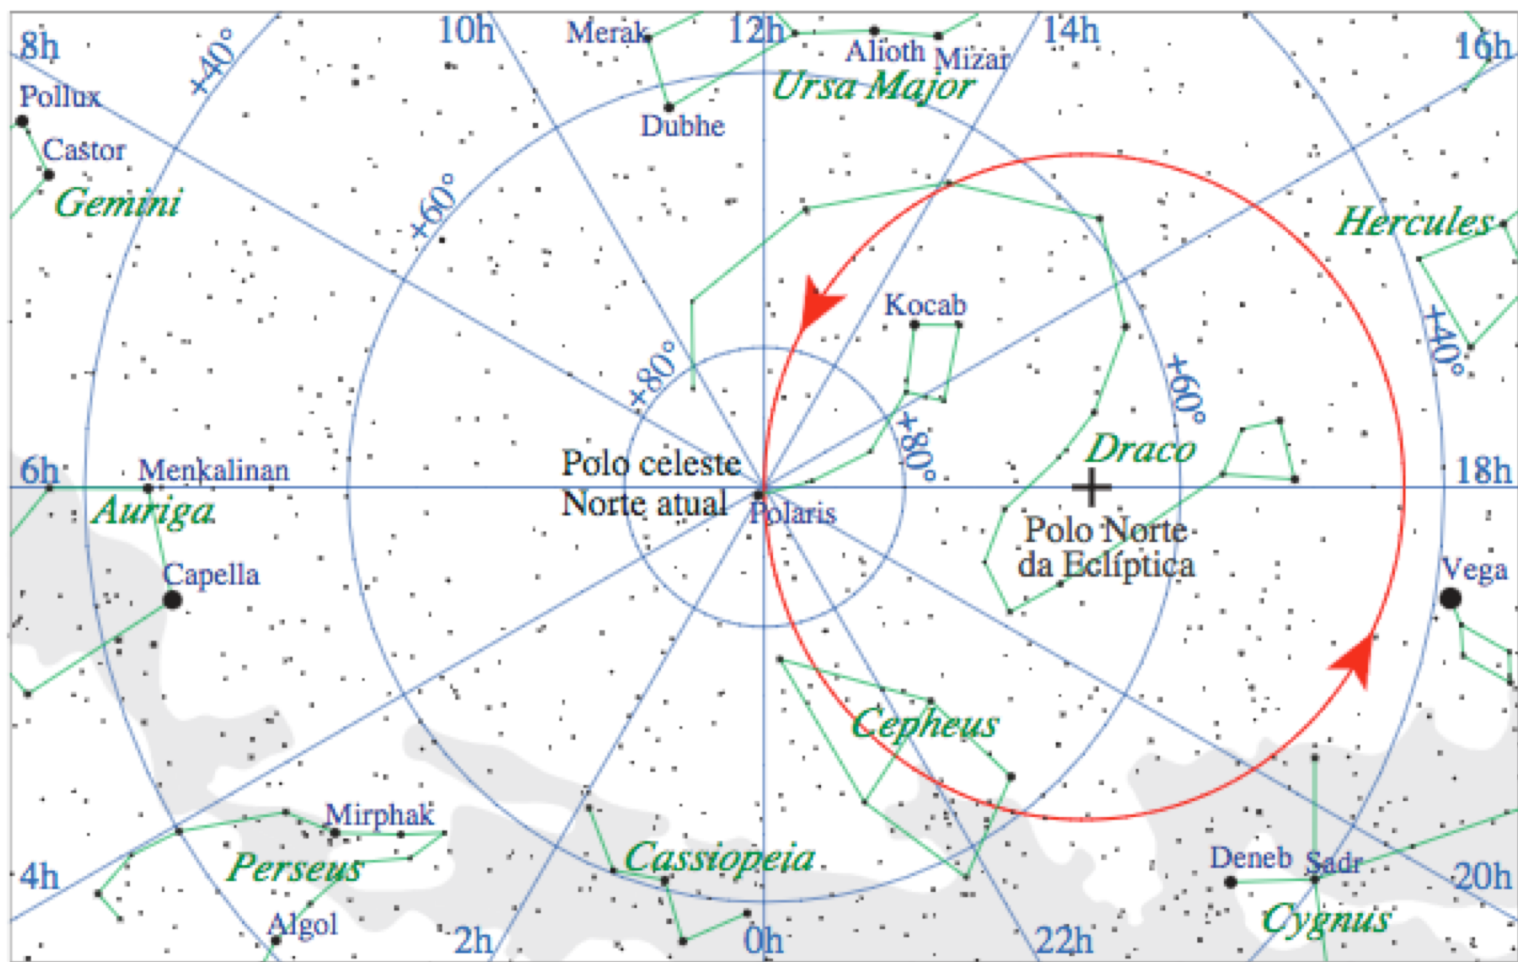 8h
+40°
10h
Merak
12h
Alioth
Mizar
14h
16h
Ursa Major
Pollux
Dubhe
Castor
Gemini
+60°
Hercules
Kocab
+80°
+60°
+40°
+80°
Draco
6h
Menkalinan
Polo celeste
Norte atual
Polaris
18h
Auriga
Polo Norte
da Eclíptica
Capella
Vega
Cepheus
Mirphak
Perseus
Cassiopeia
Deneb
Sadr
4h
20h
Algol
Cygnus
2h
0h
22h